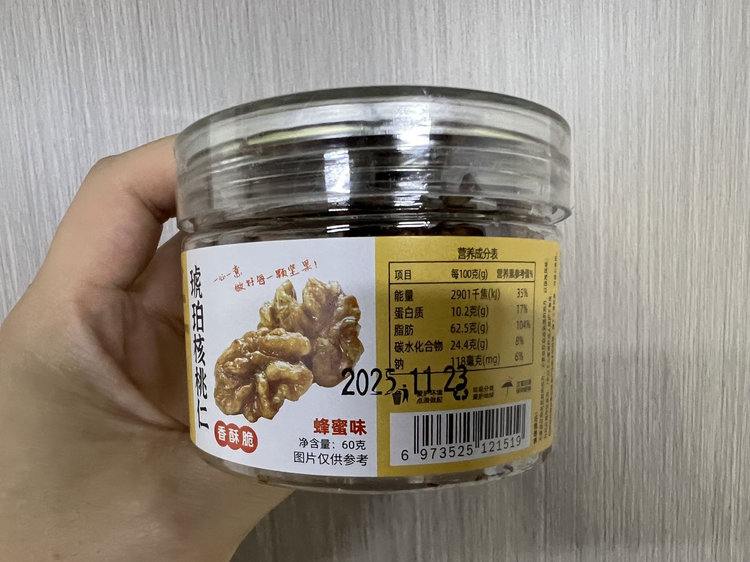 琥珀核桃仁
香酥脆
一心一意
做好每一颗坚果!
蜂蜜味
净含量: 60克
图片仅供参考
营养成分表
项目 每100克(g) 营养素参考值%
能量 2901千焦(kJ) 35%
蛋白质 10.2克(g) 17%
脂肪 62.5克(g) 104%
碳水化合物 24.4克(g) 8%
钠 118毫克(mg) 6%
2025.11.23
6 973525 121519